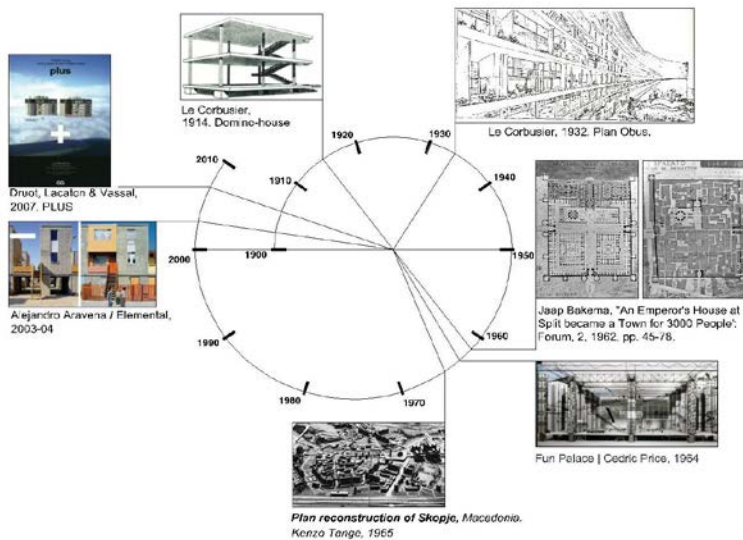 plus
Le Corbusier,
1914. Domino-house
Le Corbusier, 1932. Plan Obus.
Druot, Lacaton & Vassal,
2007. PLUS
Alejandro Aravena / Elemental,
2003-04
1900
1910
1920
1930
1940
1950
1960
1970
1980
1990
2000
2010
Jaap Bakema, "An Emperor's House at
Split became a Town for 3000 People':
Forum, 2, 1962, pp. 45-78.
Fun Palace | Cedric Price, 1964
Plan reconstruction of Skopje, Macedonia.
Kenzo Tange, 1965